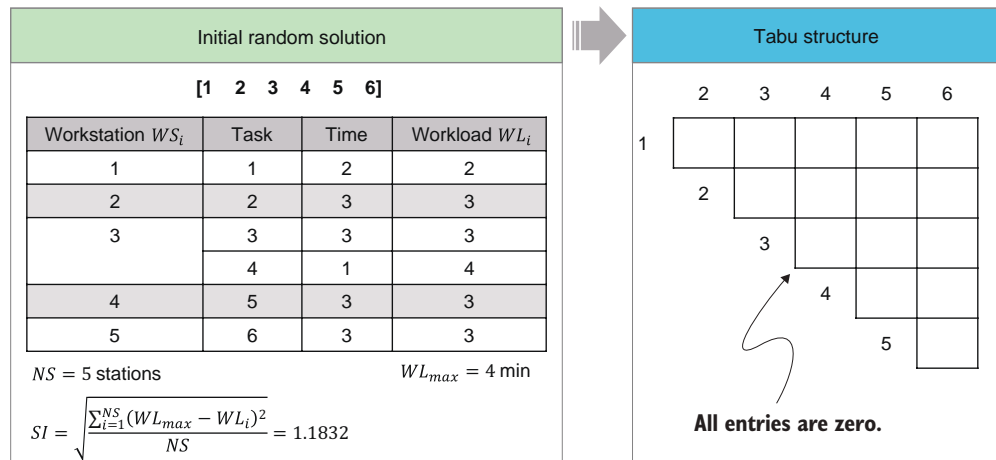 Initial random solution
[1 2 3 4 5 6]
Workstation WS_i Task Time Workload WL_i
1 1 2 2
2 2 3 3
3 3 3 3
4 1 4
4 5 3 3
5 6 3 3
NS = 5 stations WL_max = 4 min
SI = √(∑_{i=1}^{NS}(WL_max − WL_i)²/NS) = 1.1832
Tabu structure
2 3 4 5 6
1
2
3
4
5
All entries are zero.